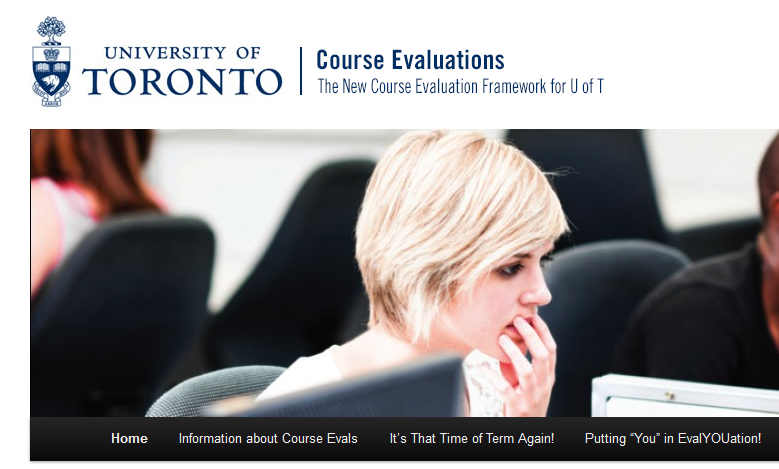 UNIVERSITY OF
TORONTO
Course Evaluations
The New Course Evaluation Framework for U of T
Home Information about Course Evals It's That Time of Term Again! Putting “You” in EvalYOUation!